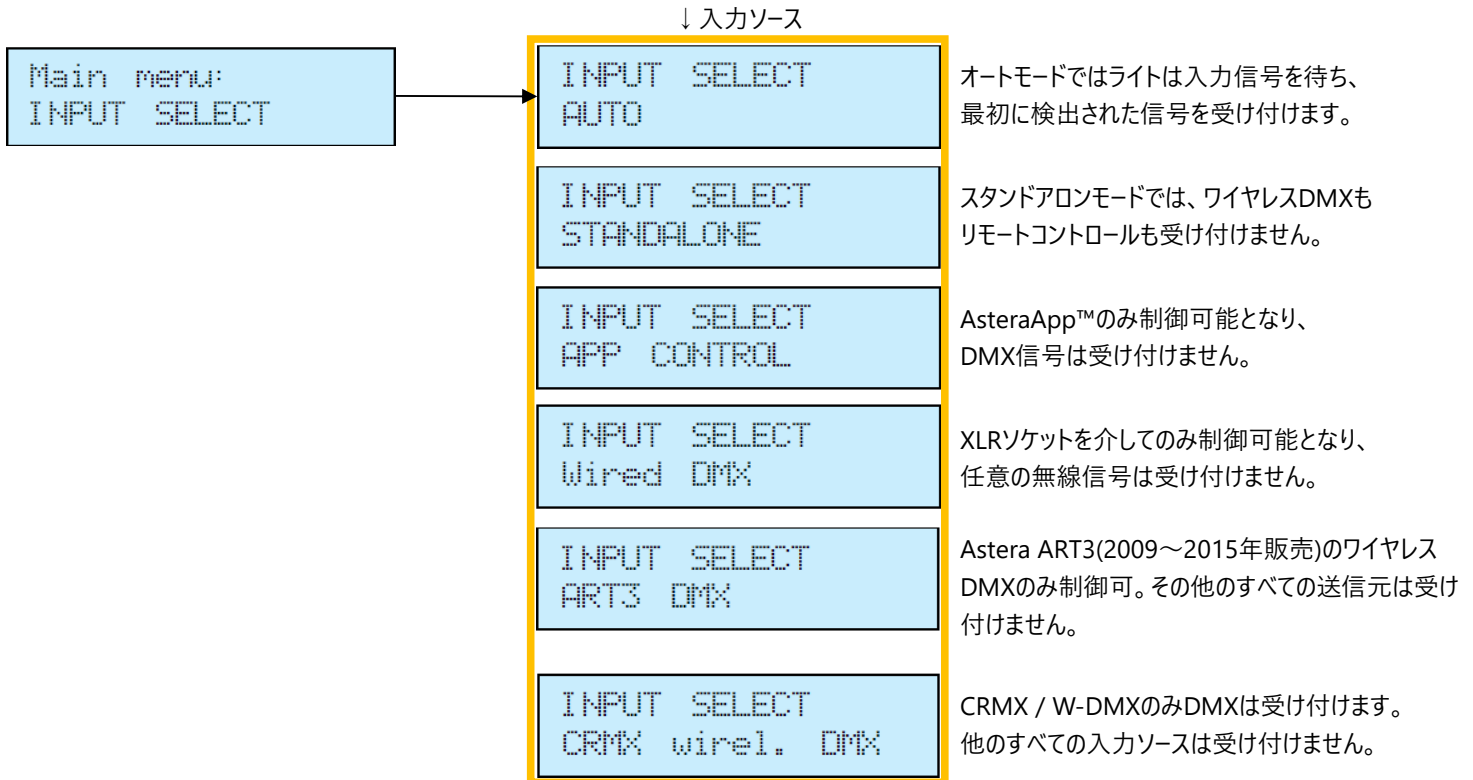 ↓入力ソース
Main menu:
INPUT SELECT
INPUT SELECT
AUTO
オートモードではライトは入力信号を待ち、
最初に検出された信号を受け付けます。
INPUT SELECT
STANDALONE
スタンドアロンモードでは、ワイヤレスDMXも
リモートコントロールも受け付けません。
INPUT SELECT
APP CONTROL
AsteraApp™のみ制御可能となり、
DMX信号は受け付けません。
INPUT SELECT
Wired DMX
XLRソケットを介してのみ制御可能となり、
任意の無線信号は受け付けません。
INPUT SELECT
ART3 DMX
Astera ART3(2009～2015年販売)のワイヤレス
DMXのみ制御可。その他のすべての送信元は受け
付けません。
INPUT SELECT
CRMX wirel. DMX
CRMX / W-DMXのみDMXは受け付けます。
他のすべての入力ソースは受け付けません。